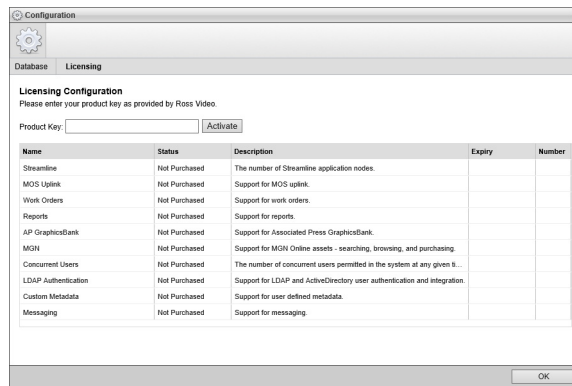 Configuration
Database Licensing
Licensing Configuration
Please enter your product key as provided by Ross Video.
Product Key: Activate
Name Status Description Expiry Number
Streamline Not Purchased The number of Streamline application nodes.
MOS Uplink Not Purchased Support for MOS uplink.
Work Orders Not Purchased Support for work orders.
Reports Not Purchased Support for reports.
AP GraphicsBank Not Purchased Support for Associated Press GraphicsBank.
MGN Not Purchased Support for MGN Online assets - searching, browsing, and purchasing.
Concurrent Users Not Purchased The number of concurrent users permitted in the system at any given ti...
LDAP Authentication Not Purchased Support for LDAP and ActiveDirectory user authentication and integration.
Custom Metadata Not Purchased Support for user defined metadata.
Messaging Not Purchased Support for messaging.
OK